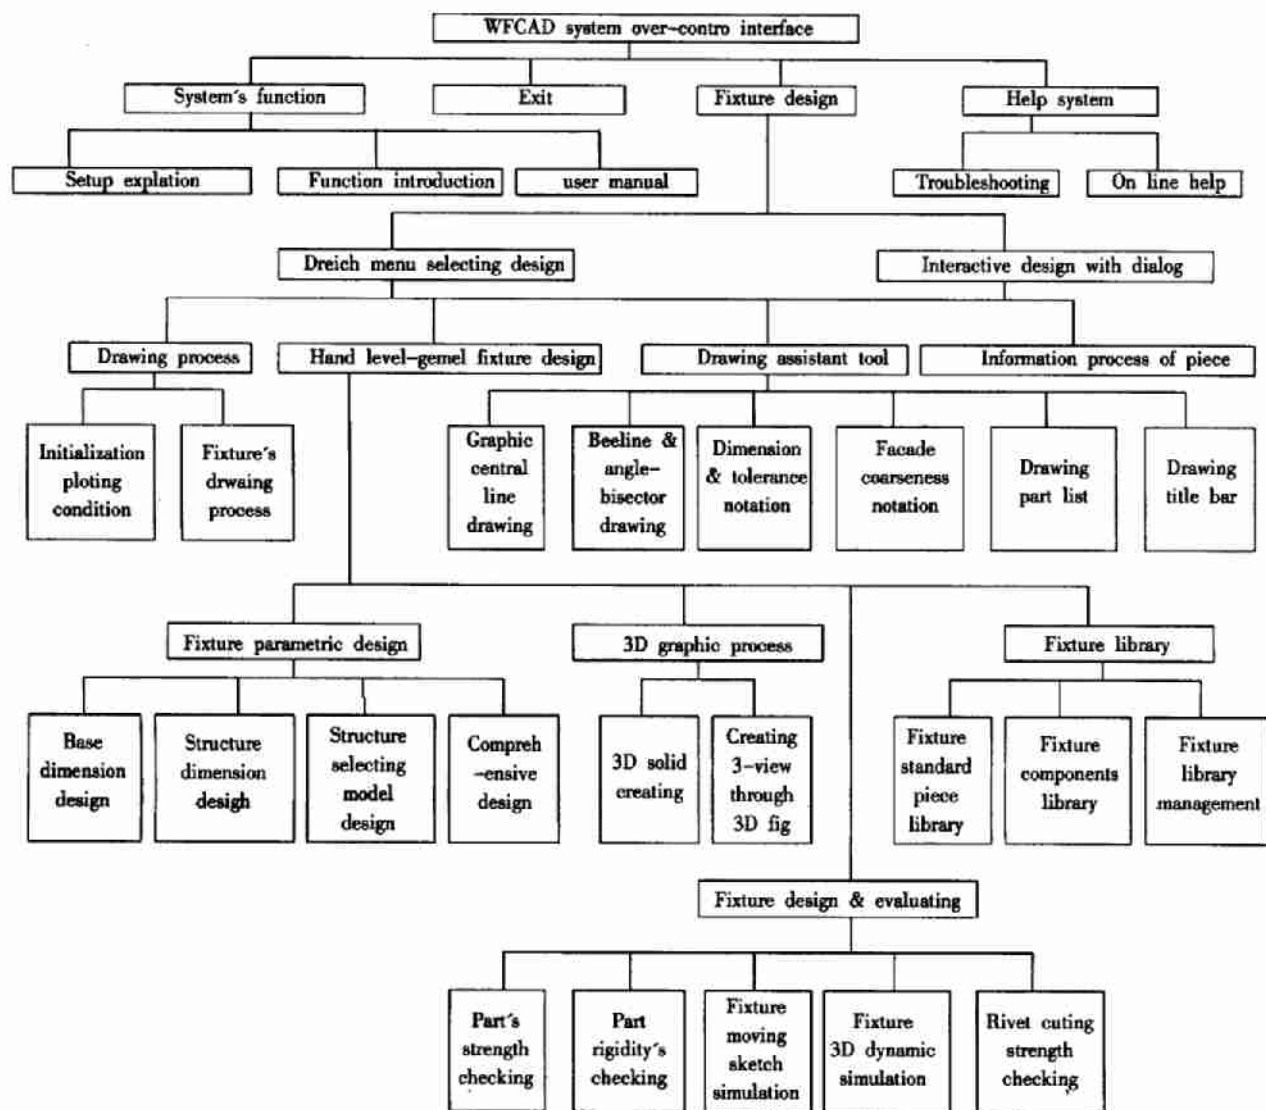 WFCAD system over-contro interface
System's function
Exit
Fixture design
Help system
Setup explation
Function introduction
user manual
Troubleshooting
On line help
Dreich menu selecting design
Interactive design with dialog
Drawing process
Hand level-gemel fixture design
Drawing assistant tool
Information process of piece
Initialization
ploting
condition
Fixture's
drwaing
process
Graphic
central
line
drawing
Beeline &
angle-
bisector
drawing
Dimension
& tolerance
notation
Facade
coarseness
notation
Drawing
part list
Drawing
title bar
Fixture parametric design
3D graphic process
Fixture library
Base
dimension
design
Structure
dimension
desigh
Structure
selecting
model
design
Compreh
-ensive
design
3D solid
creating
Creating
3-view
through
3D fig
Fixture
standard
piece
library
Fixture
components
library
Fixture
library
management
Fixture design & evaluating
Part's
strength
checking
Part
rigidity's
checking
Fixture
moving
sketch
simulation
Fixture
3D dynamic
simulation
Rivet cuting
strength
checking